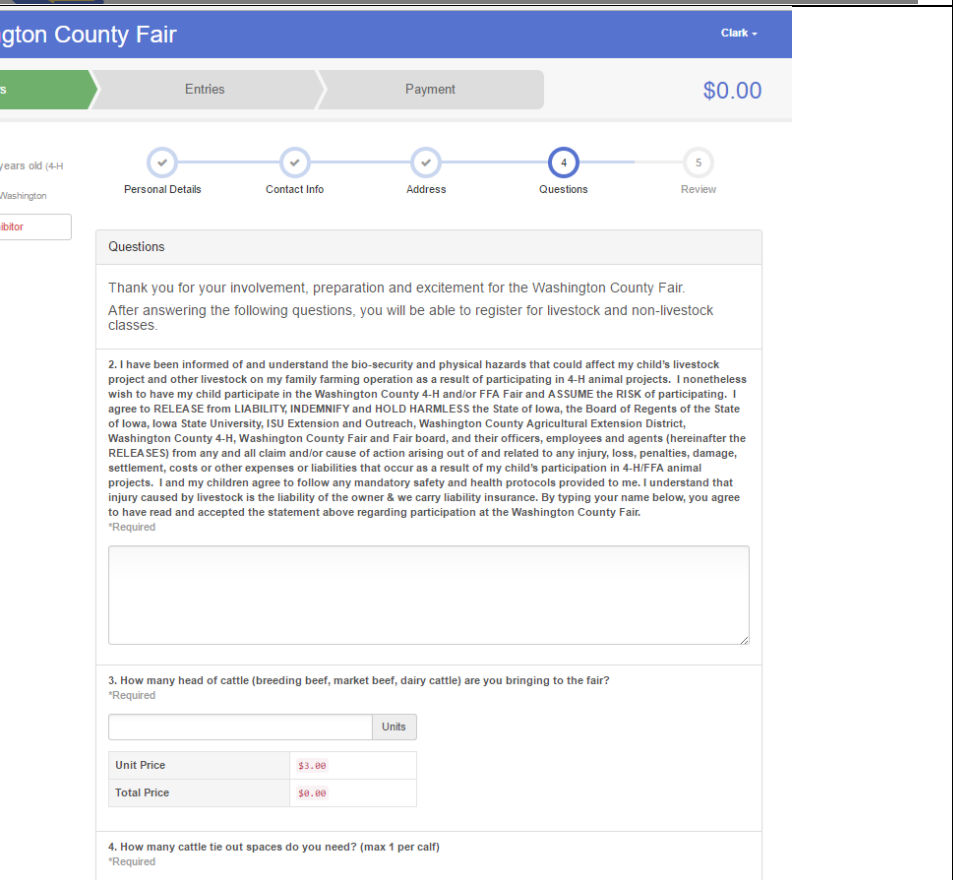 gton County Fair
Clark
s
Entries
Payment
$0.00
years old (4-H
Washington
ibitor
4
5
Personal Details
Contact Info
Address
Questions
Review
Questions
Thank you for your involvement, preparation and excitement for the Washington County Fair.
After answering the following questions, you will be able to register for livestock and non-livestock
classes.
2. I have been informed of and understand the bio-security and physical hazards that could affect my child's livestock
project and other livestock on my family farming operation as a result of participating in 4-H animal projects. I nonetheless
wish to have my child participate in the Washington County 4-H and/or FFA Fair and ASSUME the RISK of participating. I
agree to RELEASE from LIABILITY, INDEMNIFY and HOLD HARMLESS the State of Iowa, the Board of Regents of the State
of Iowa, Iowa State University, ISU Extension and Outreach, Washington County Agricultural Extension District,
Washington County 4-H, Washington County Fair and Fair board, and their officers, employees and agents (hereinafter the
RELEASES) from any and all claim and/or cause of action arising out of and related to any injury, loss, penalties, damage,
settlement, costs or other expenses or liabilities that occur as a result of my child's participation in 4-H/FFA animal
projects. I and my children agree to follow any mandatory safety and health protocols provided to me. I understand that
injury caused by livestock is the liability of the owner & we carry liability insurance. By typing your name below, you agree
to have read and accepted the statement above regarding participation at the Washington County Fair.
*Required
3. How many head of cattle (breeding beef, market beef, dairy cattle) are you bringing to the fair?
*Required
Units
Unit Price
$3.00
Total Price
$0.00
4. How many cattle tie out spaces do you need? (max 1 per calf)
*Required